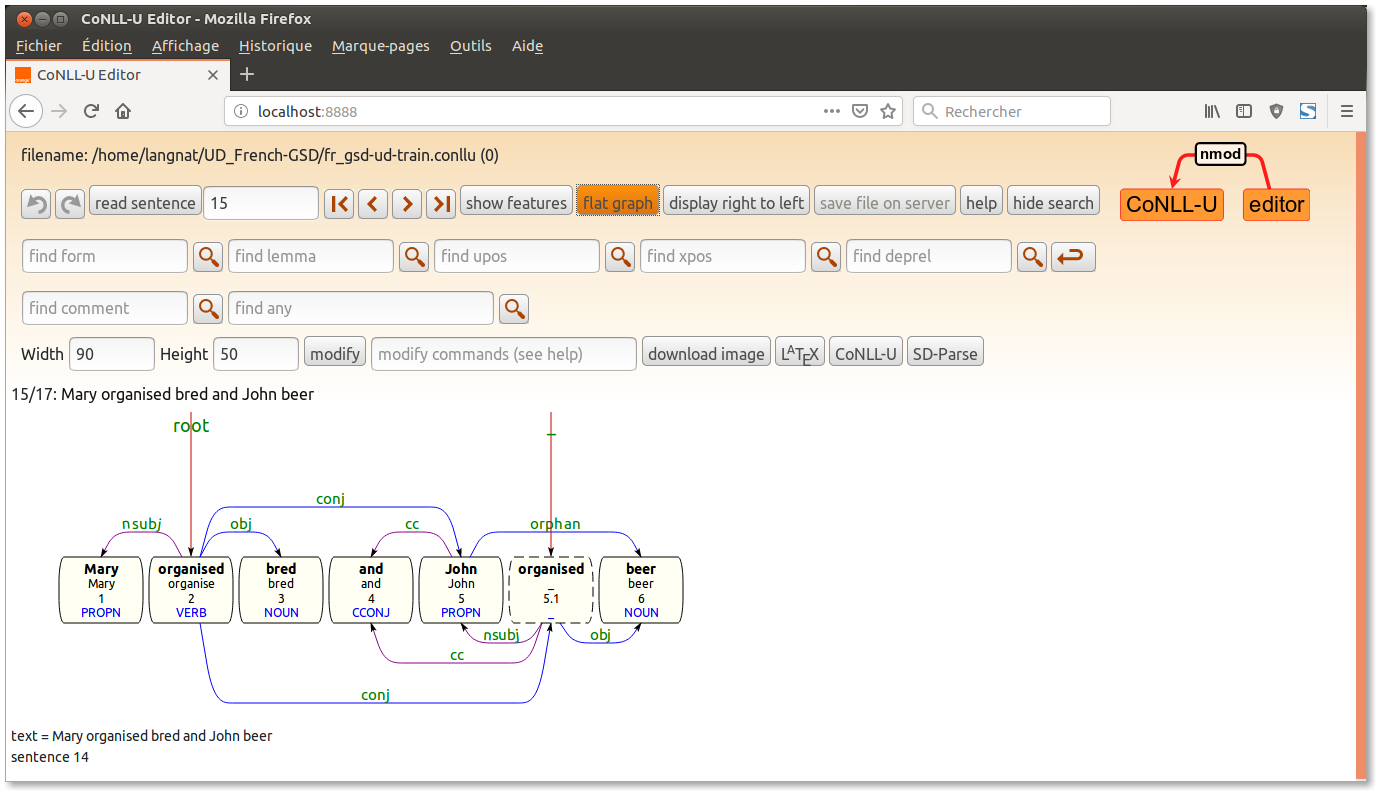 CoNLL-U Editor - Mozilla Firefox
Fichier Édition Affichage Historique Marque-pages Outils Aide
CoNLL-U Editor
localhost:8888 Rechercher
filename: /home/langnat/UD_French-GSD/fr_gsd-ud-train.conllu (0)
nmod
CoNLL-U editor
read sentence 15 show features flat graph display right to left save file on server help hide search
find form find lemma find upos find xpos find deprel
find comment find any
Width 90 Height 50 modify modify commands (see help) download image LATEX CoNLL-U SD-Parse
15/17: Mary organised bred and John beer
root _
conj
nsubj obj cc orphan
Mary organised bred and John organised beer
Mary organise bred and John _ beer
1 2 3 4 5 5.1 6
PROPN VERB NOUN CCONJ PROPN _ NOUN
nsubj obj
cc
conj
text = Mary organised bred and John beer
sentence 14